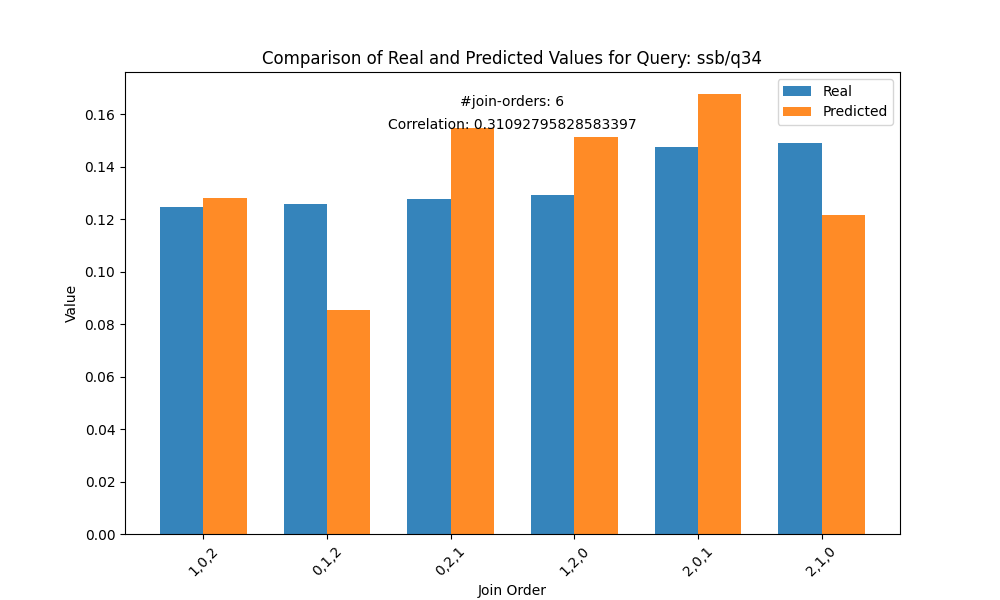 Comparison of Real and Predicted Values for Query: ssb/q34
#join-orders: 6
Correlation: 0.31092795828583397
Real
Predicted
Value
0.16
0.14
0.12
0.10
0.08
0.06
0.04
0.02
0.00
1,0,2
0,1,2
0,2,1
1,2,0
2,0,1
2,1,0
Join Order